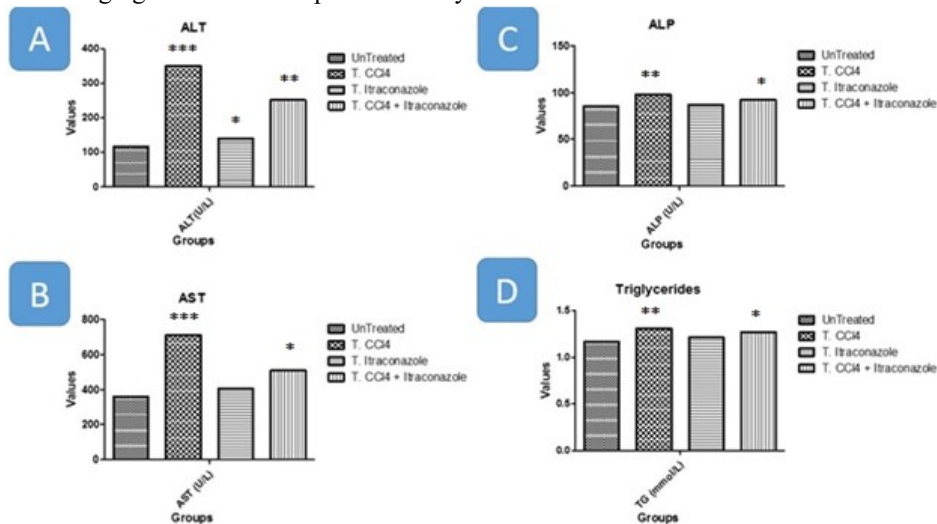 A
ALT
***
**
*
400
300
200
100
0
Values
ALT(U/L)
Groups
UnTreated
T. CCl4
T. Itraconazole
T. CCl4 + Itraconazole
C
ALP
**
*
150
100
50
0
Values
ALP (U/L)
Groups
UnTreated
T. CCl4
T. Itraconazole
T. CCl4 + Itraconazole
B
AST
***
*
800
600
400
200
0
Values
AST (U/L)
Groups
UnTreated
T. CCl4
T. Itraconazole
T. CCl4 + Itraconazole
D
Triglycerides
**
*
1.5
1.0
0.5
0.0
Values
TG (mmol/L)
Groups
UnTreated
T. CCl4
T. Itraconazole
T. CCl4 + Itraconazole